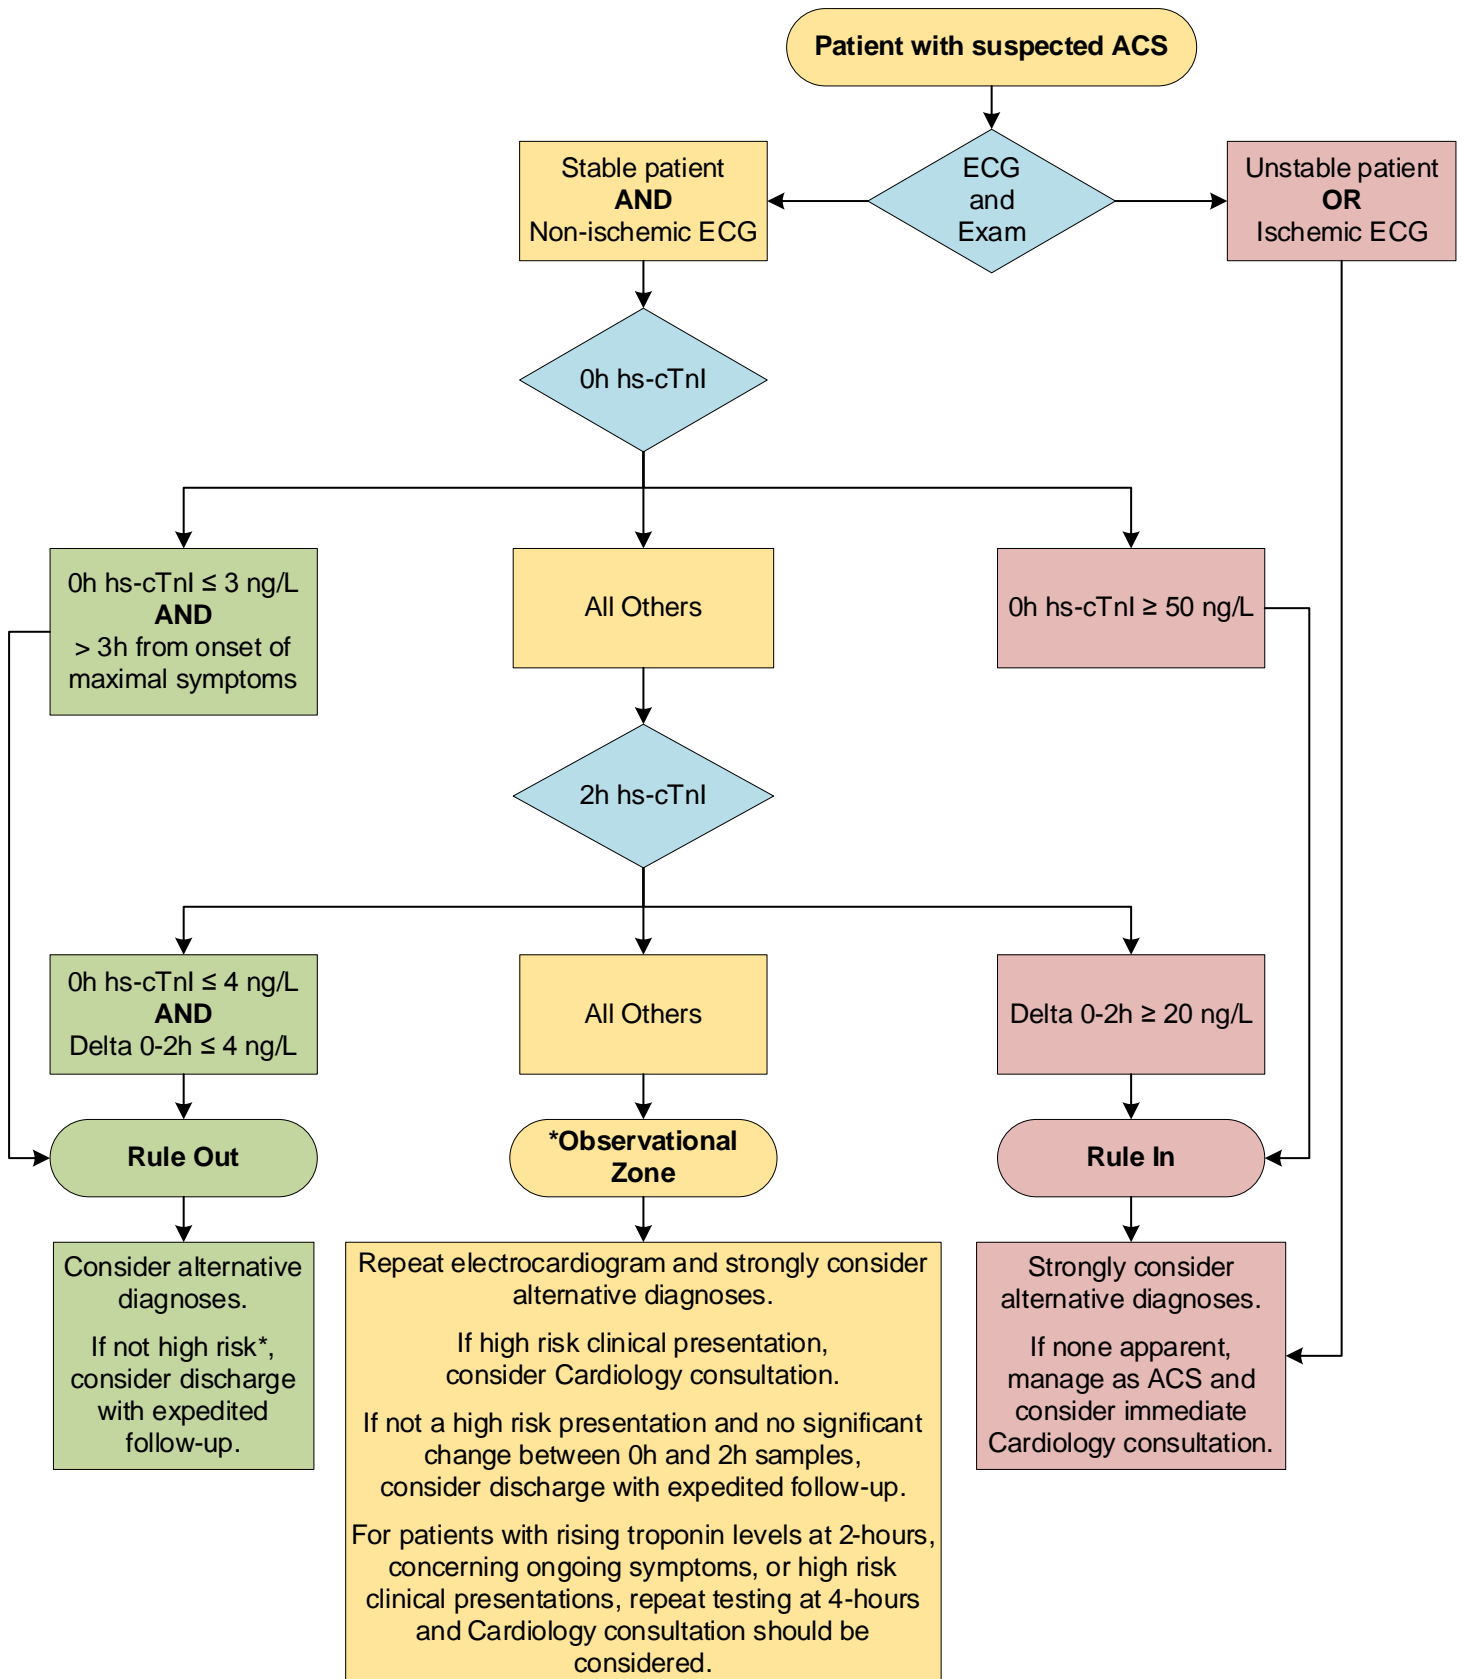 Patient with suspected ACS
ECG
and
Exam
Stable patient
AND
Non-ischemic ECG
Unstable patient
OR
Ischemic ECG
0h hs-cTnI
0h hs-cTnI ≤ 3 ng/L
AND
> 3h from onset of
maximal symptoms
All Others
0h hs-cTnI ≥ 50 ng/L
2h hs-cTnI
0h hs-cTnI ≤ 4 ng/L
AND
Delta 0-2h ≤ 4 ng/L
All Others
Delta 0-2h ≥ 20 ng/L
Rule Out
*Observational
Zone
Rule In
Consider alternative
diagnoses.
If not high risk*,
consider discharge
with expedited
follow-up.
Repeat electrocardiogram and strongly consider
alternative diagnoses.
If high risk clinical presentation,
consider Cardiology consultation.
If not a high risk presentation and no significant
change between 0h and 2h samples,
consider discharge with expedited follow-up.
For patients with rising troponin levels at 2-hours,
concerning ongoing symptoms, or high risk
clinical presentations, repeat testing at 4-hours
and Cardiology consultation should be
considered.
Strongly consider
alternative diagnoses.
If none apparent,
manage as ACS and
consider immediate
Cardiology consultation.